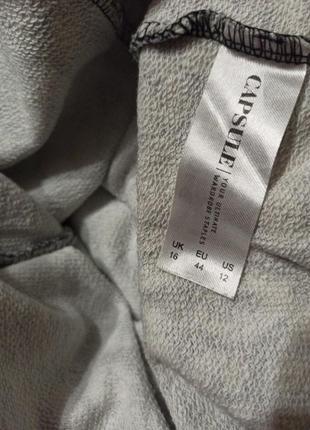 CAPSULE | YOUR ULTIMATE
WARDROBE STAPLES
UK EU US
16 44 12